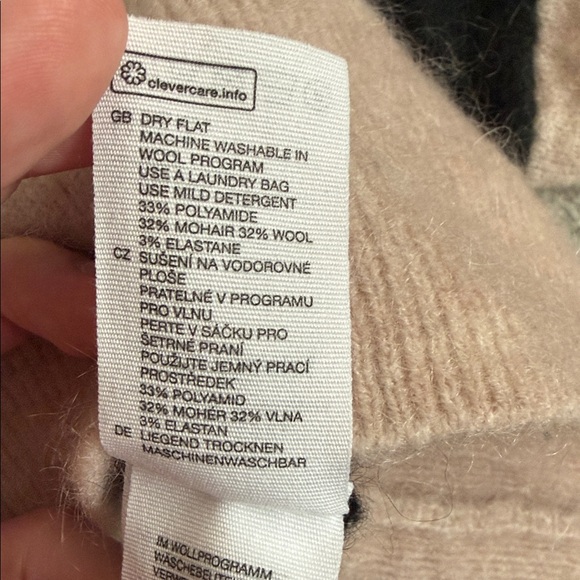 clevercare.info
GB DRY FLAT
MACHINE WASHABLE IN
WOOL PROGRAM
USE A LAUNDRY BAG
USE MILD DETERGENT
33% POLYAMIDE
32% MOHAIR 32% WOOL
3% ELASTANE
CZ SUŠENÍ NA VODOROVNÉ
PLOŠE
PRATELNÉ V PROGRAMU
PRO VLNU
PERTE V SÁČKU PRO
ŠETRNÉ PRANÍ
POUŽIJTE JEMNÝ PRACÍ
PROSTŘEDEK
33% POLYAMID
32% MOHÉR 32% VLNA
3% ELASTAN
DE LIEGEND TROCKNEN
MASCHINENWASCHBAR
IM WOLLPROGRAMM